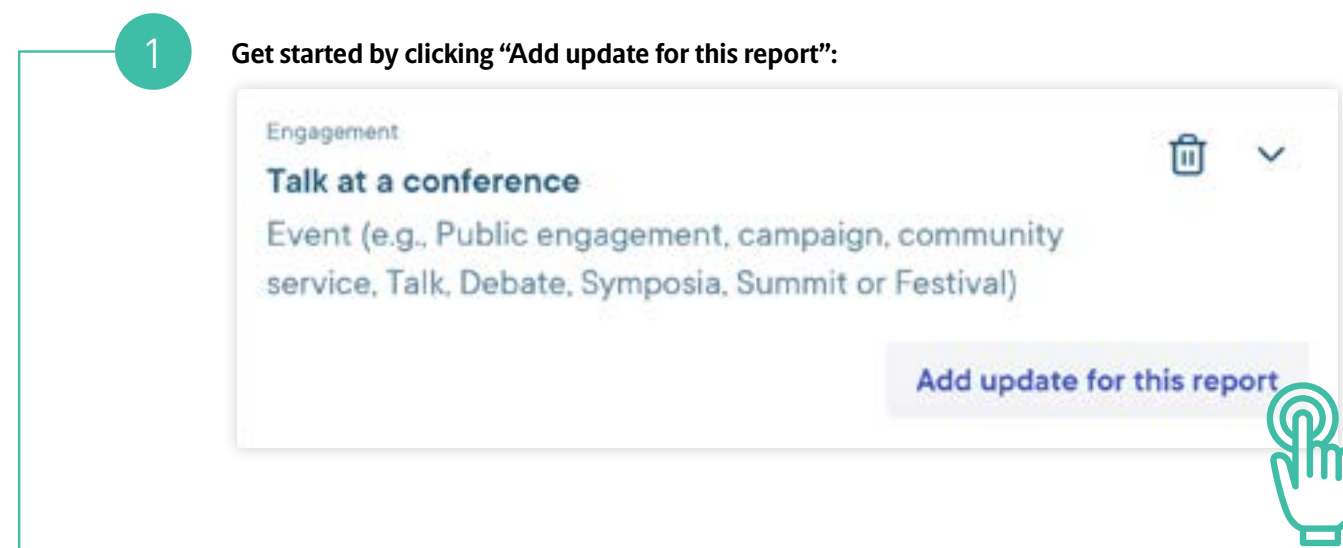 1
Get started by clicking “Add update for this report”:
Engagement
Talk at a conference
Event (e.g., Public engagement, campaign, community
service, Talk, Debate, Symposia, Summit or Festival)
Add update for this report